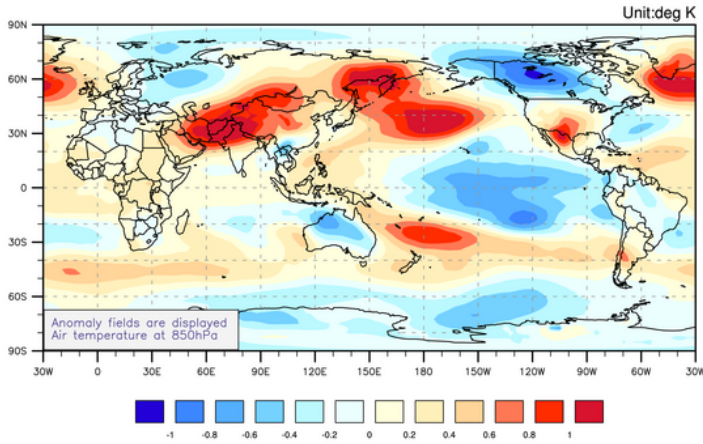 Unit:deg K
90N
60N
30N
0
30S
60S
90S
Anomaly fields are displayed
Air temperature at 850hPa
30W 0 30E 60E 90E 120E 150E 180 150W 120W 90W 60W 30W
-1 -0.8 -0.6 -0.4 -0.2 0 0.2 0.4 0.6 0.8 1